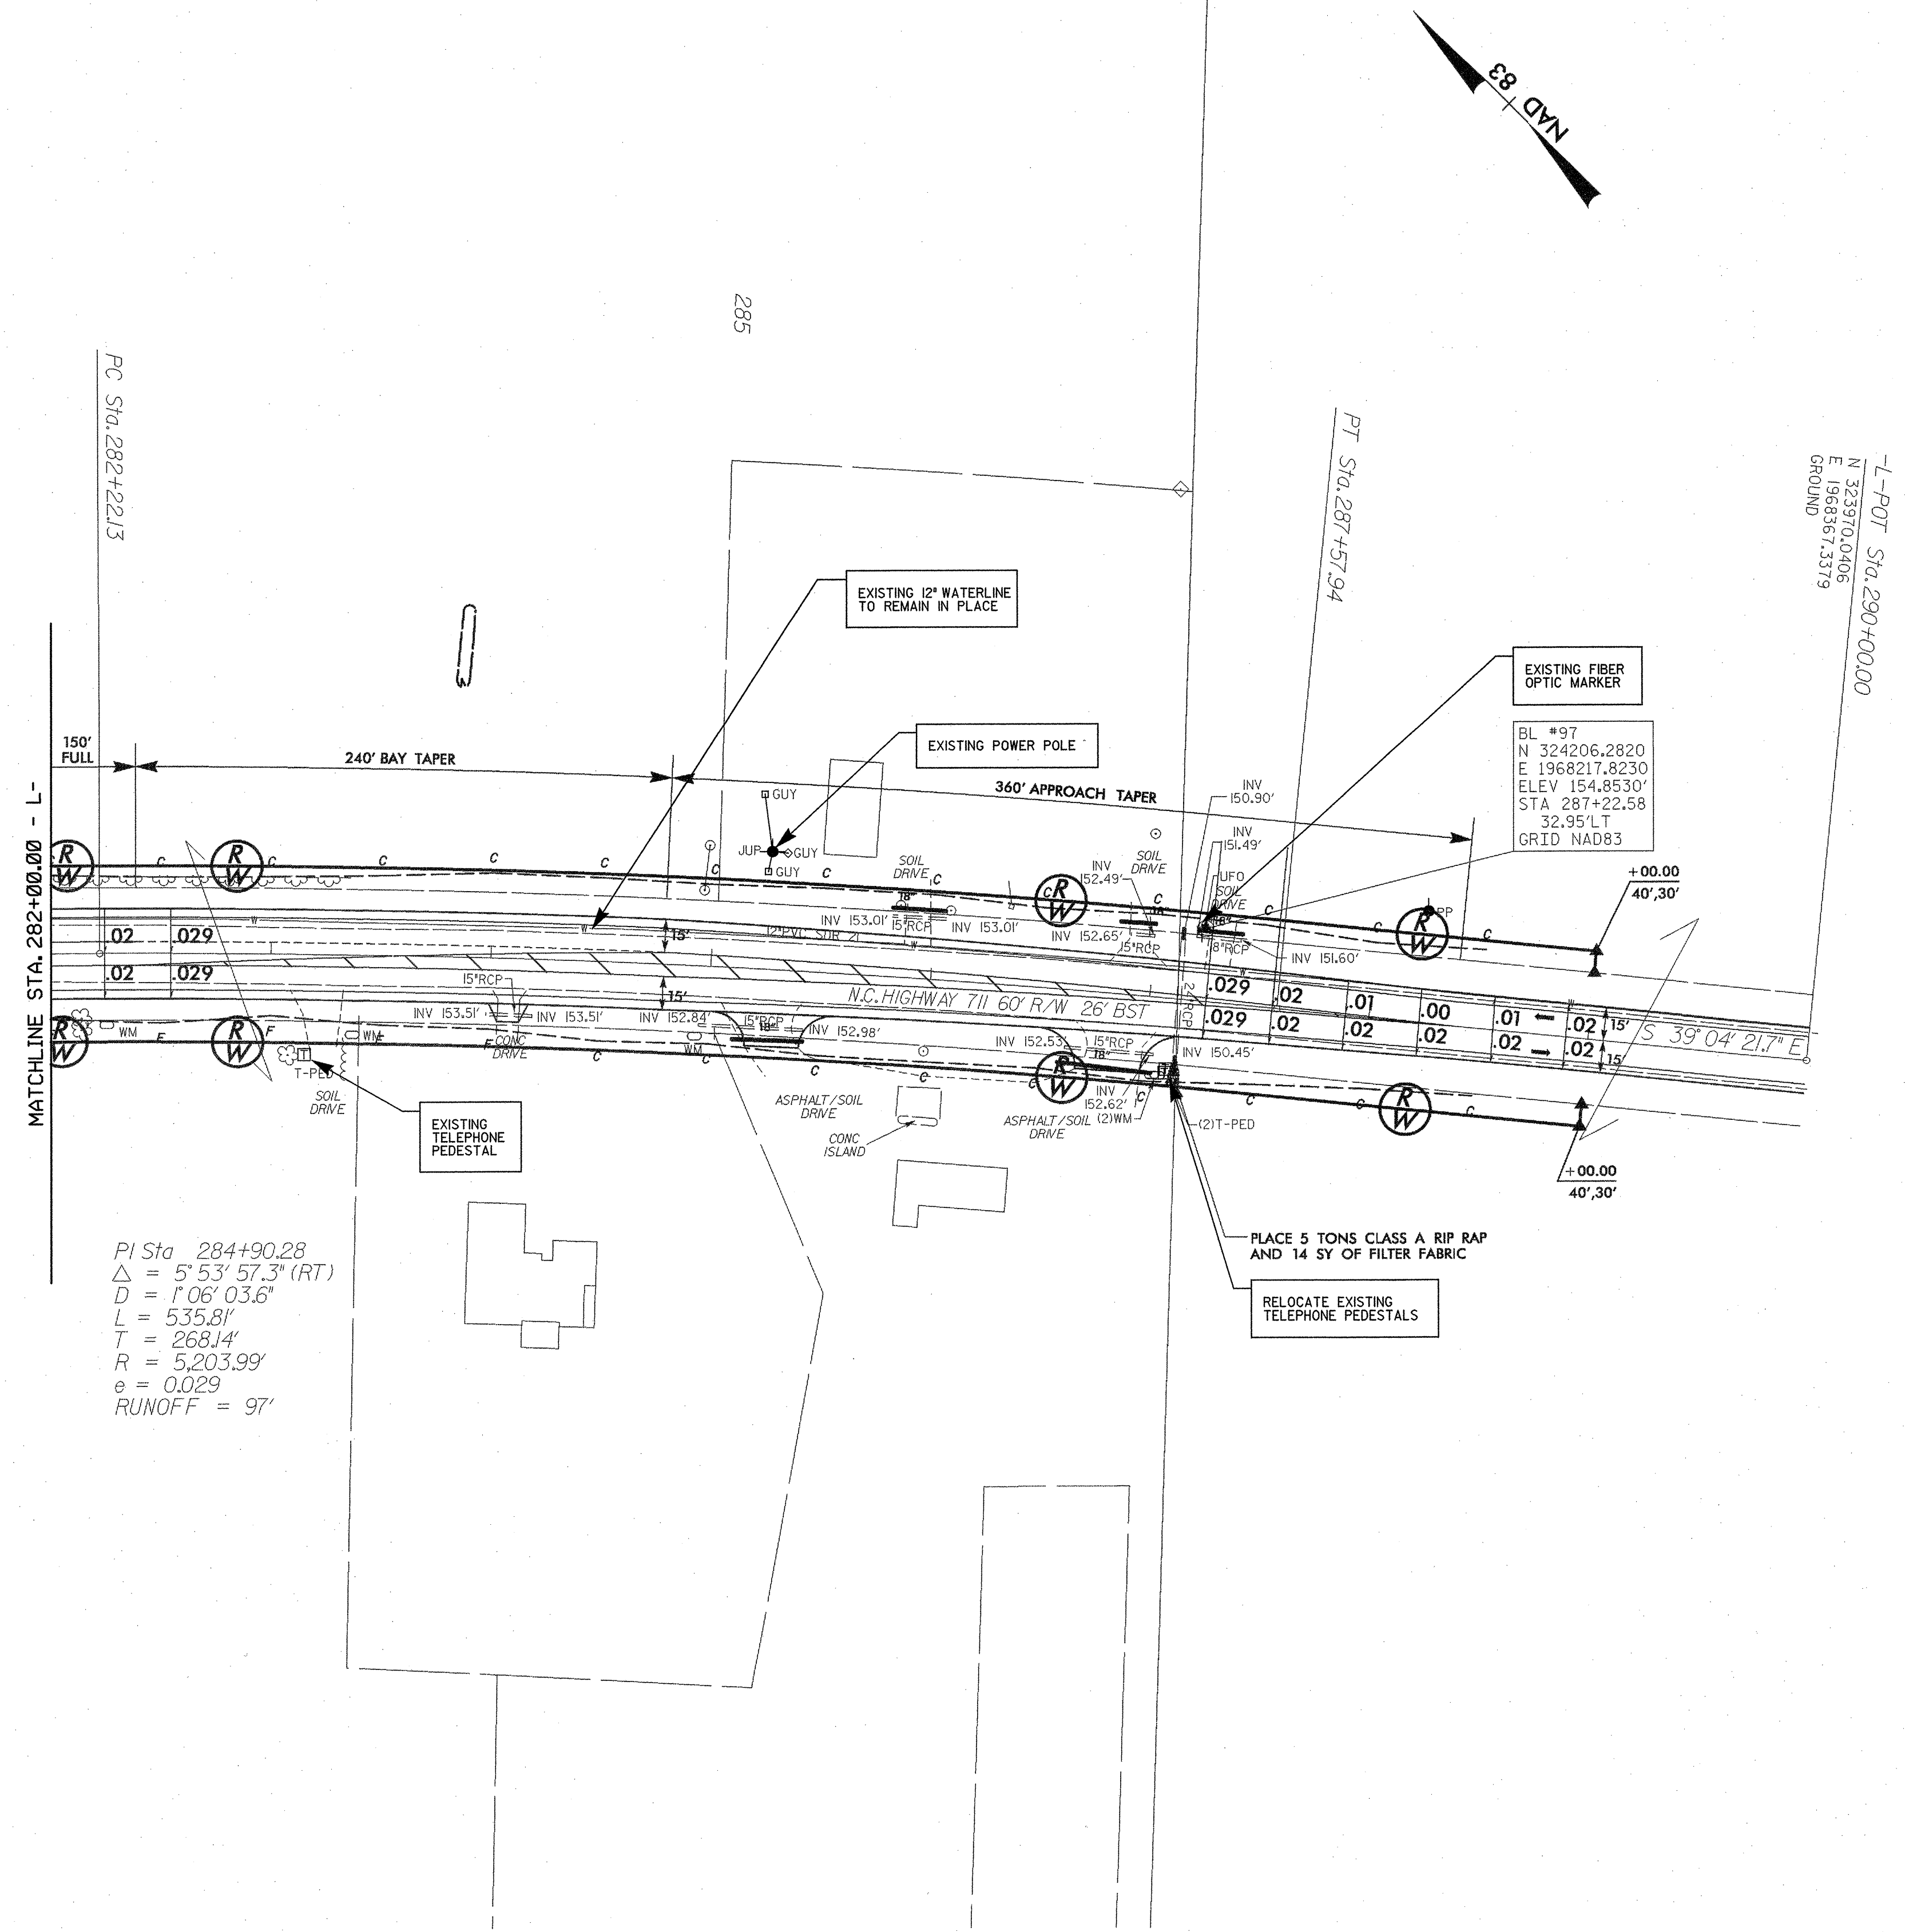 NAD 83
285
PC Sta. 282+22.13
PT Sta. 287+57.94
-L-POT Sta. 290+00.00
N 323970.0406
E 1968367.3379
GROUND
EXISTING 12" WATERLINE
TO REMAIN IN PLACE
EXISTING FIBER
OPTIC MARKER
BL #97
N 324206.2820
E 1968217.8230
ELEV 154.8530'
STA 287+22.58
32.95'LT
GRID NAD83
EXISTING POWER POLE
150'
FULL
240' BAY TAPER
360' APPROACH TAPER
MATCHLINE STA. 282+00.00 - L-
GUY
JUP
GUY
GUY
INV
150.90'
INV
151.49'
UFO
SOIL
DRIVE
SOIL
DRIVE
INV
152.49'
SOIL
DRIVE
+00.00
40',30'
R/W
R/W
R/W
R/W
PP
C C C C C C C C C C C C C C
18"
INV 153.01'
15"RCP
INV 153.01'
INV 152.65'
15"RCP
18"
18"
18"RCP
INV 151.60'
12"PVC SDR 21
W W W W W
15'
15'
.02 .029
.02 .029
N.C. HIGHWAY 711 60' R/W 26' BST
24"RCP
.029 .02 .01 .00 .01 .02
.029 .02 .02 .02 .02 .02
15'
15'
S 39° 04' 21.7" E
15"RCP
INV 153.51'
INV 153.51'
CONC
DRIVE
INV 152.84'
15"RCP
18"
INV 152.98'
INV 152.53
15"RCP
18"
INV 150.45'
R/W
R/W
R/W
R/W
WM
F F F
WM
WM
C C C C C C C C C
T-PED
SOIL
DRIVE
EXISTING
TELEPHONE
PEDESTAL
ASPHALT/SOIL
DRIVE
CONC
ISLAND
INV
152.62'
ASPHALT/SOIL
DRIVE
(2)WM
(2)T-PED
+00.00
40',30'
PLACE 5 TONS CLASS A RIP RAP
AND 14 SY OF FILTER FABRIC
RELOCATE EXISTING
TELEPHONE PEDESTALS
PI Sta 284+90.28
Δ = 5° 53' 57.3" (RT)
D = 1° 06' 03.6"
L = 535.81'
T = 268.14'
R = 5,203.99'
e = 0.029
RUNOFF = 97'